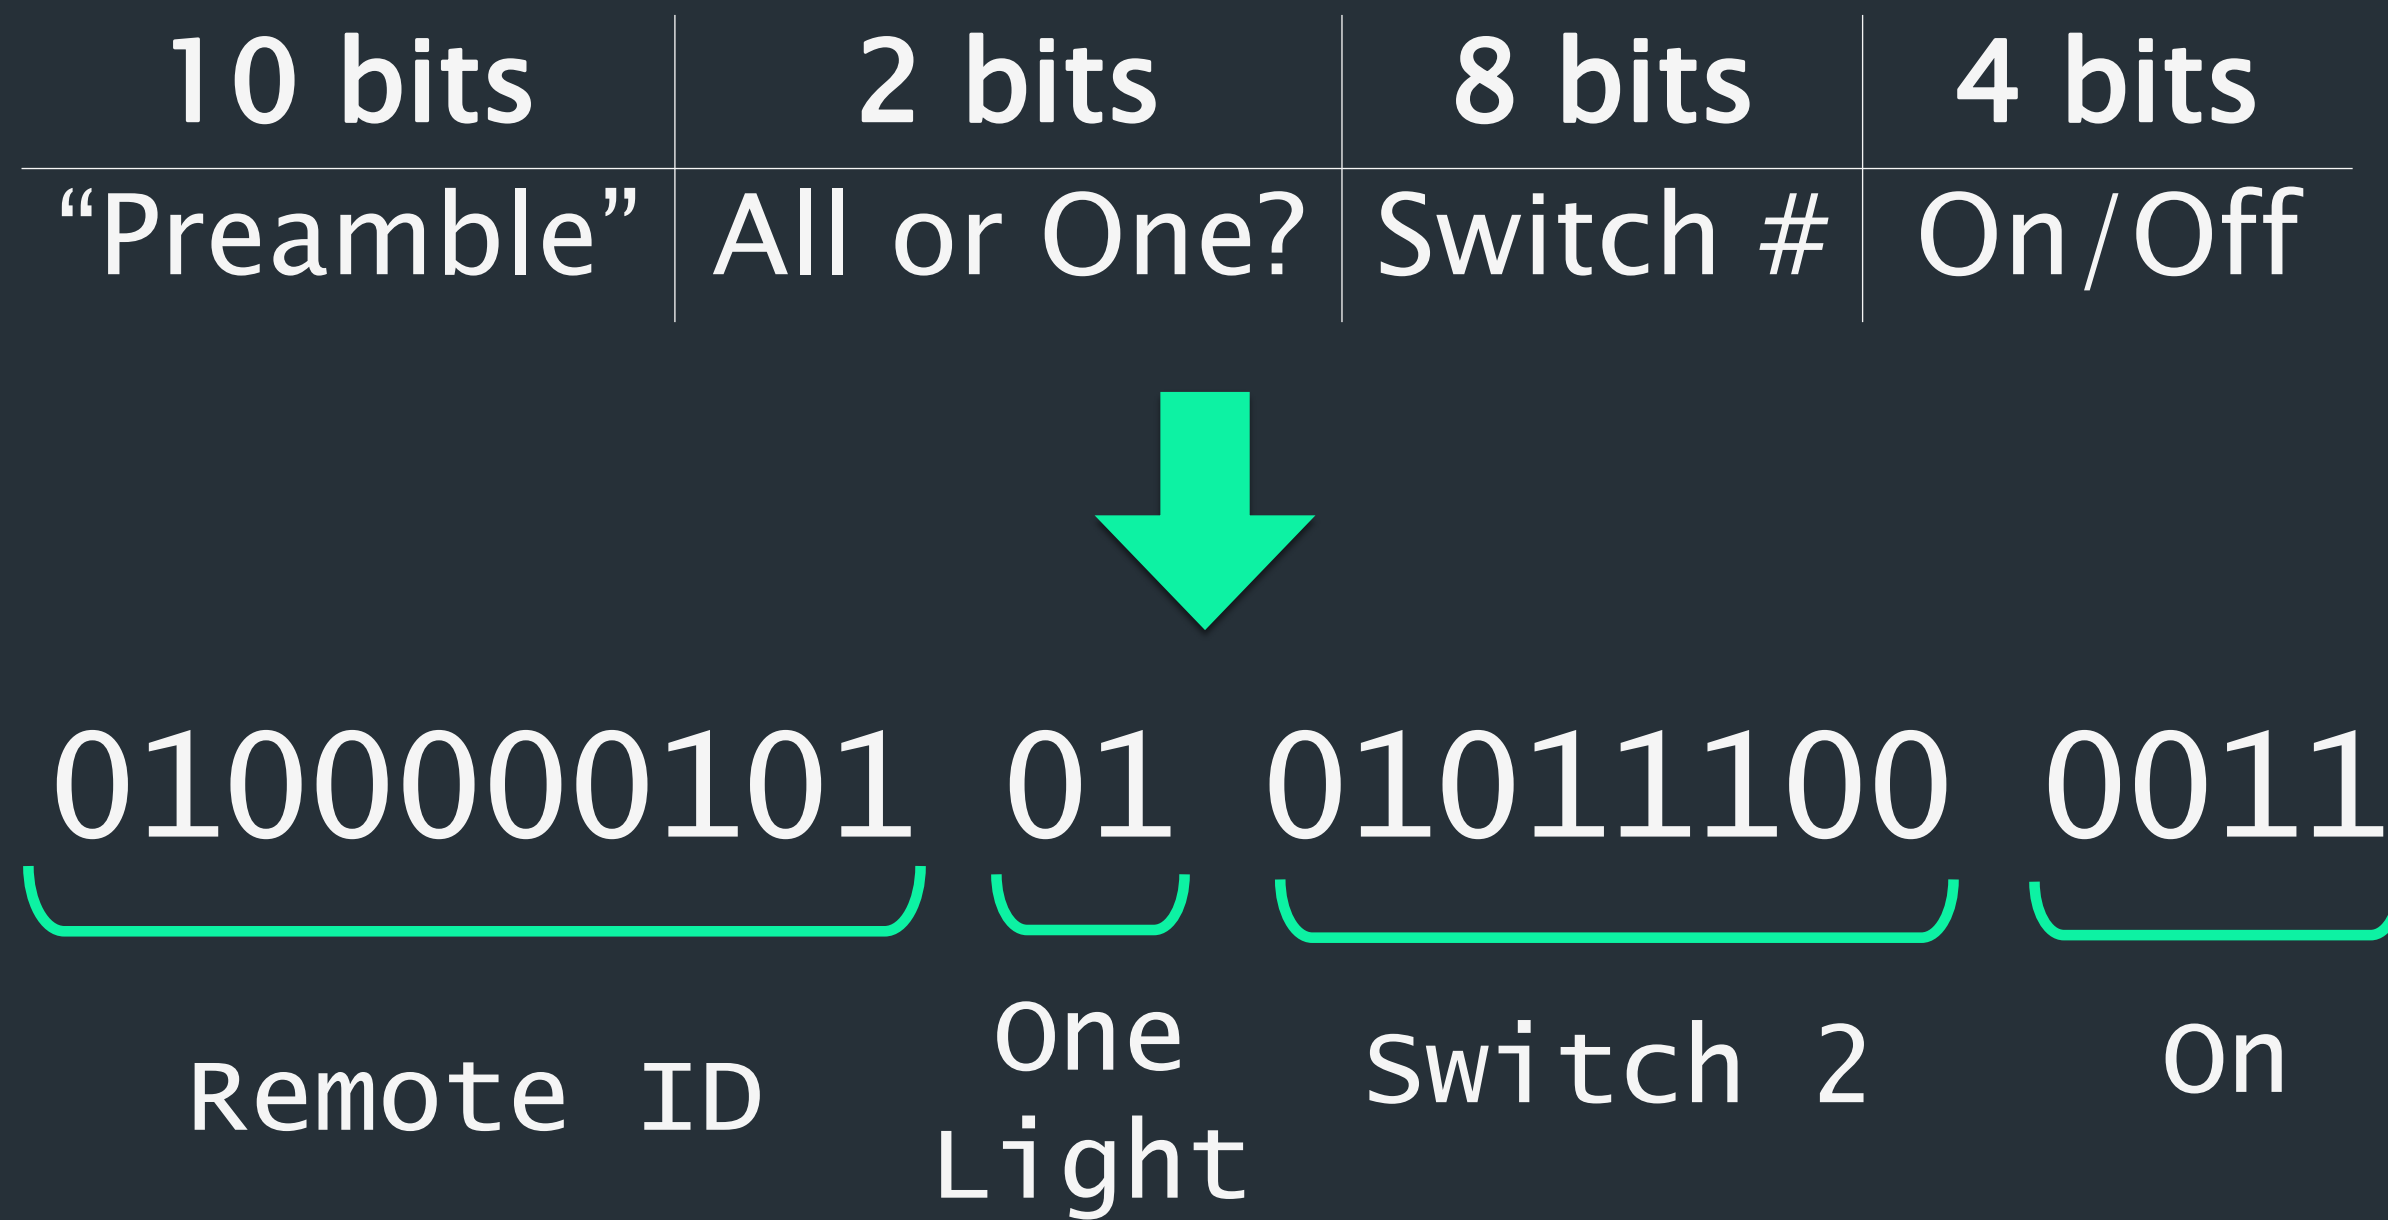 10 bits 2 bits 8 bits 4 bits
“Preamble” All or One? Switch # On/Off
0100000101 01 01011100 0011
Remote ID One Light Switch 2 On